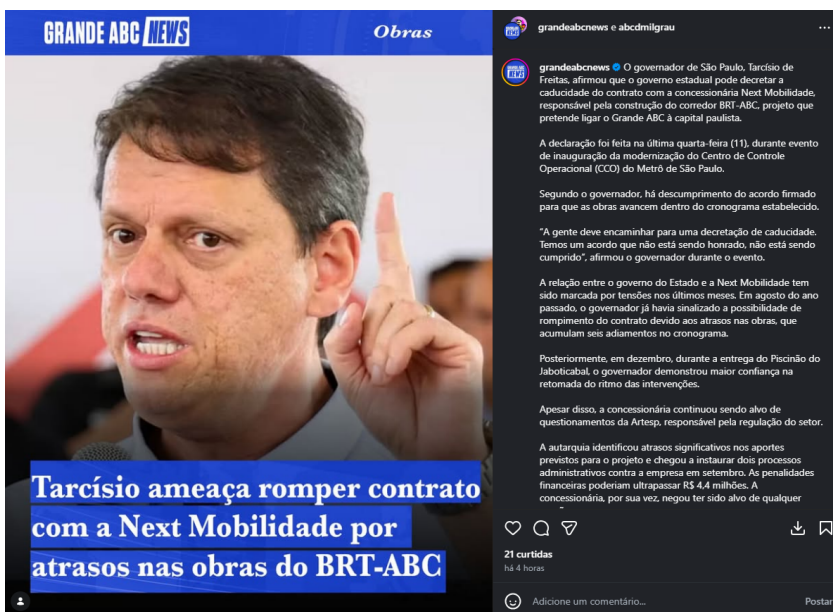 GRANDE ABC NEWS
Obras
Tarcísio ameaça romper contrato
com a Next Mobilidade por
atrasos nas obras do BRT-ABC
grandeabcnews e abcdmilgrau
grandeabcnews O governador de São Paulo, Tarcísio de
Freitas, afirmou que o governo estadual pode decretar a
caducidade do contrato com a concessionária Next Mobilidade,
responsável pela construção do corredor BRT-ABC, projeto que
pretende ligar o Grande ABC à capital paulista.
A declaração foi feita na última quarta-feira (11), durante evento
de inauguração da modernização do Centro de Controle
Operacional (CCO) do Metrô de São Paulo.
Segundo o governador, há descumprimento do acordo firmado
para que as obras avancem dentro do cronograma estabelecido.
"A gente deve encaminhar para uma decretação de caducidade.
Temos um acordo que não está sendo honrado, não está sendo
cumprido", afirmou o governador durante o evento.
A relação entre o governo do Estado e a Next Mobilidade tem
sido marcada por tensões nos últimos meses. Em agosto do ano
passado, o governador já havia sinalizado a possibilidade de
rompimento do contrato devido aos atrasos nas obras, que
acumulam seis adiamentos no cronograma.
Posteriormente, em dezembro, durante a entrega do Piscinão do
Jaboticabal, o governador demonstrou maior confiança na
retomada do ritmo das intervenções.
Apesar disso, a concessionária continuou sendo alvo de
questionamentos da Artesp, responsável pela regulação do setor.
A autarquia identificou atrasos significativos nos aportes
previstos para o projeto e chegou a instaurar dois processos
administrativos contra a empresa em setembro. As penalidades
financeiras poderiam ultrapassar R$ 4,4 milhões. A
concessionária, por sua vez, negou ter sido alvo de qualquer
21 curtidas
há 4 horas
Adicione um comentário...
Postar